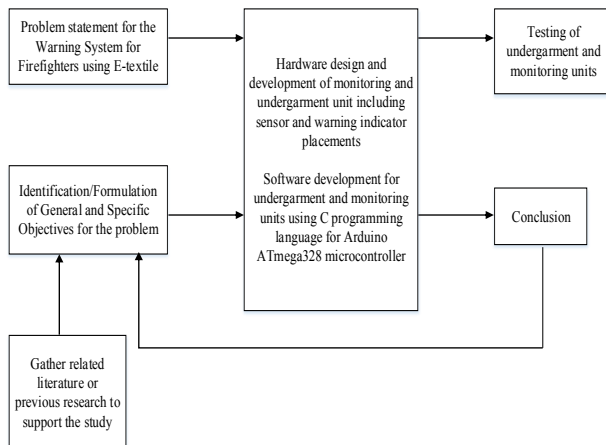 Problem statement for the
Warning System for
Firefighters using E-textile
Hardware design and
development of monitoring and
undergarment unit including
sensor and warning indicator
placements
Software development for
undergarment and monitoring
units using C programming
language for Arduino
ATmega328 microcontroller
Testing of
undergarment and
monitoring units
Identification/Formulation
of General and Specific
Objectives for the problem
Conclusion
Gather related
literature or
previous research to
support the study